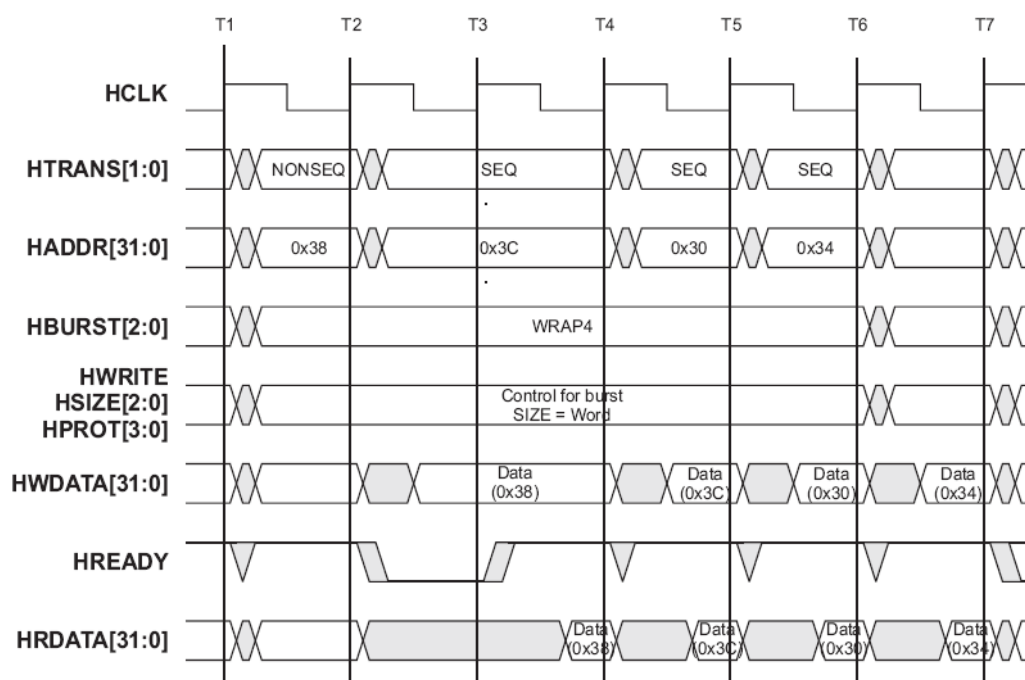 T1 T2 T3 T4 T5 T6 T7
HCLK
HTRANS[1:0] NONSEQ SEQ SEQ SEQ
HADDR[31:0] 0x38 0x3C 0x30 0x34
HBURST[2:0] WRAP4
HWRITE
HSIZE[2:0]
HPROT[3:0]
Control for burst
SIZE = Word
HWDATA[31:0]
Data
(0x38)
Data
(0x3C)
Data
(0x30)
Data
(0x34)
HREADY
HRDATA[31:0]
Data
(0x38)
Data
(0x3C)
Data
(0x30)
Data
(0x34)